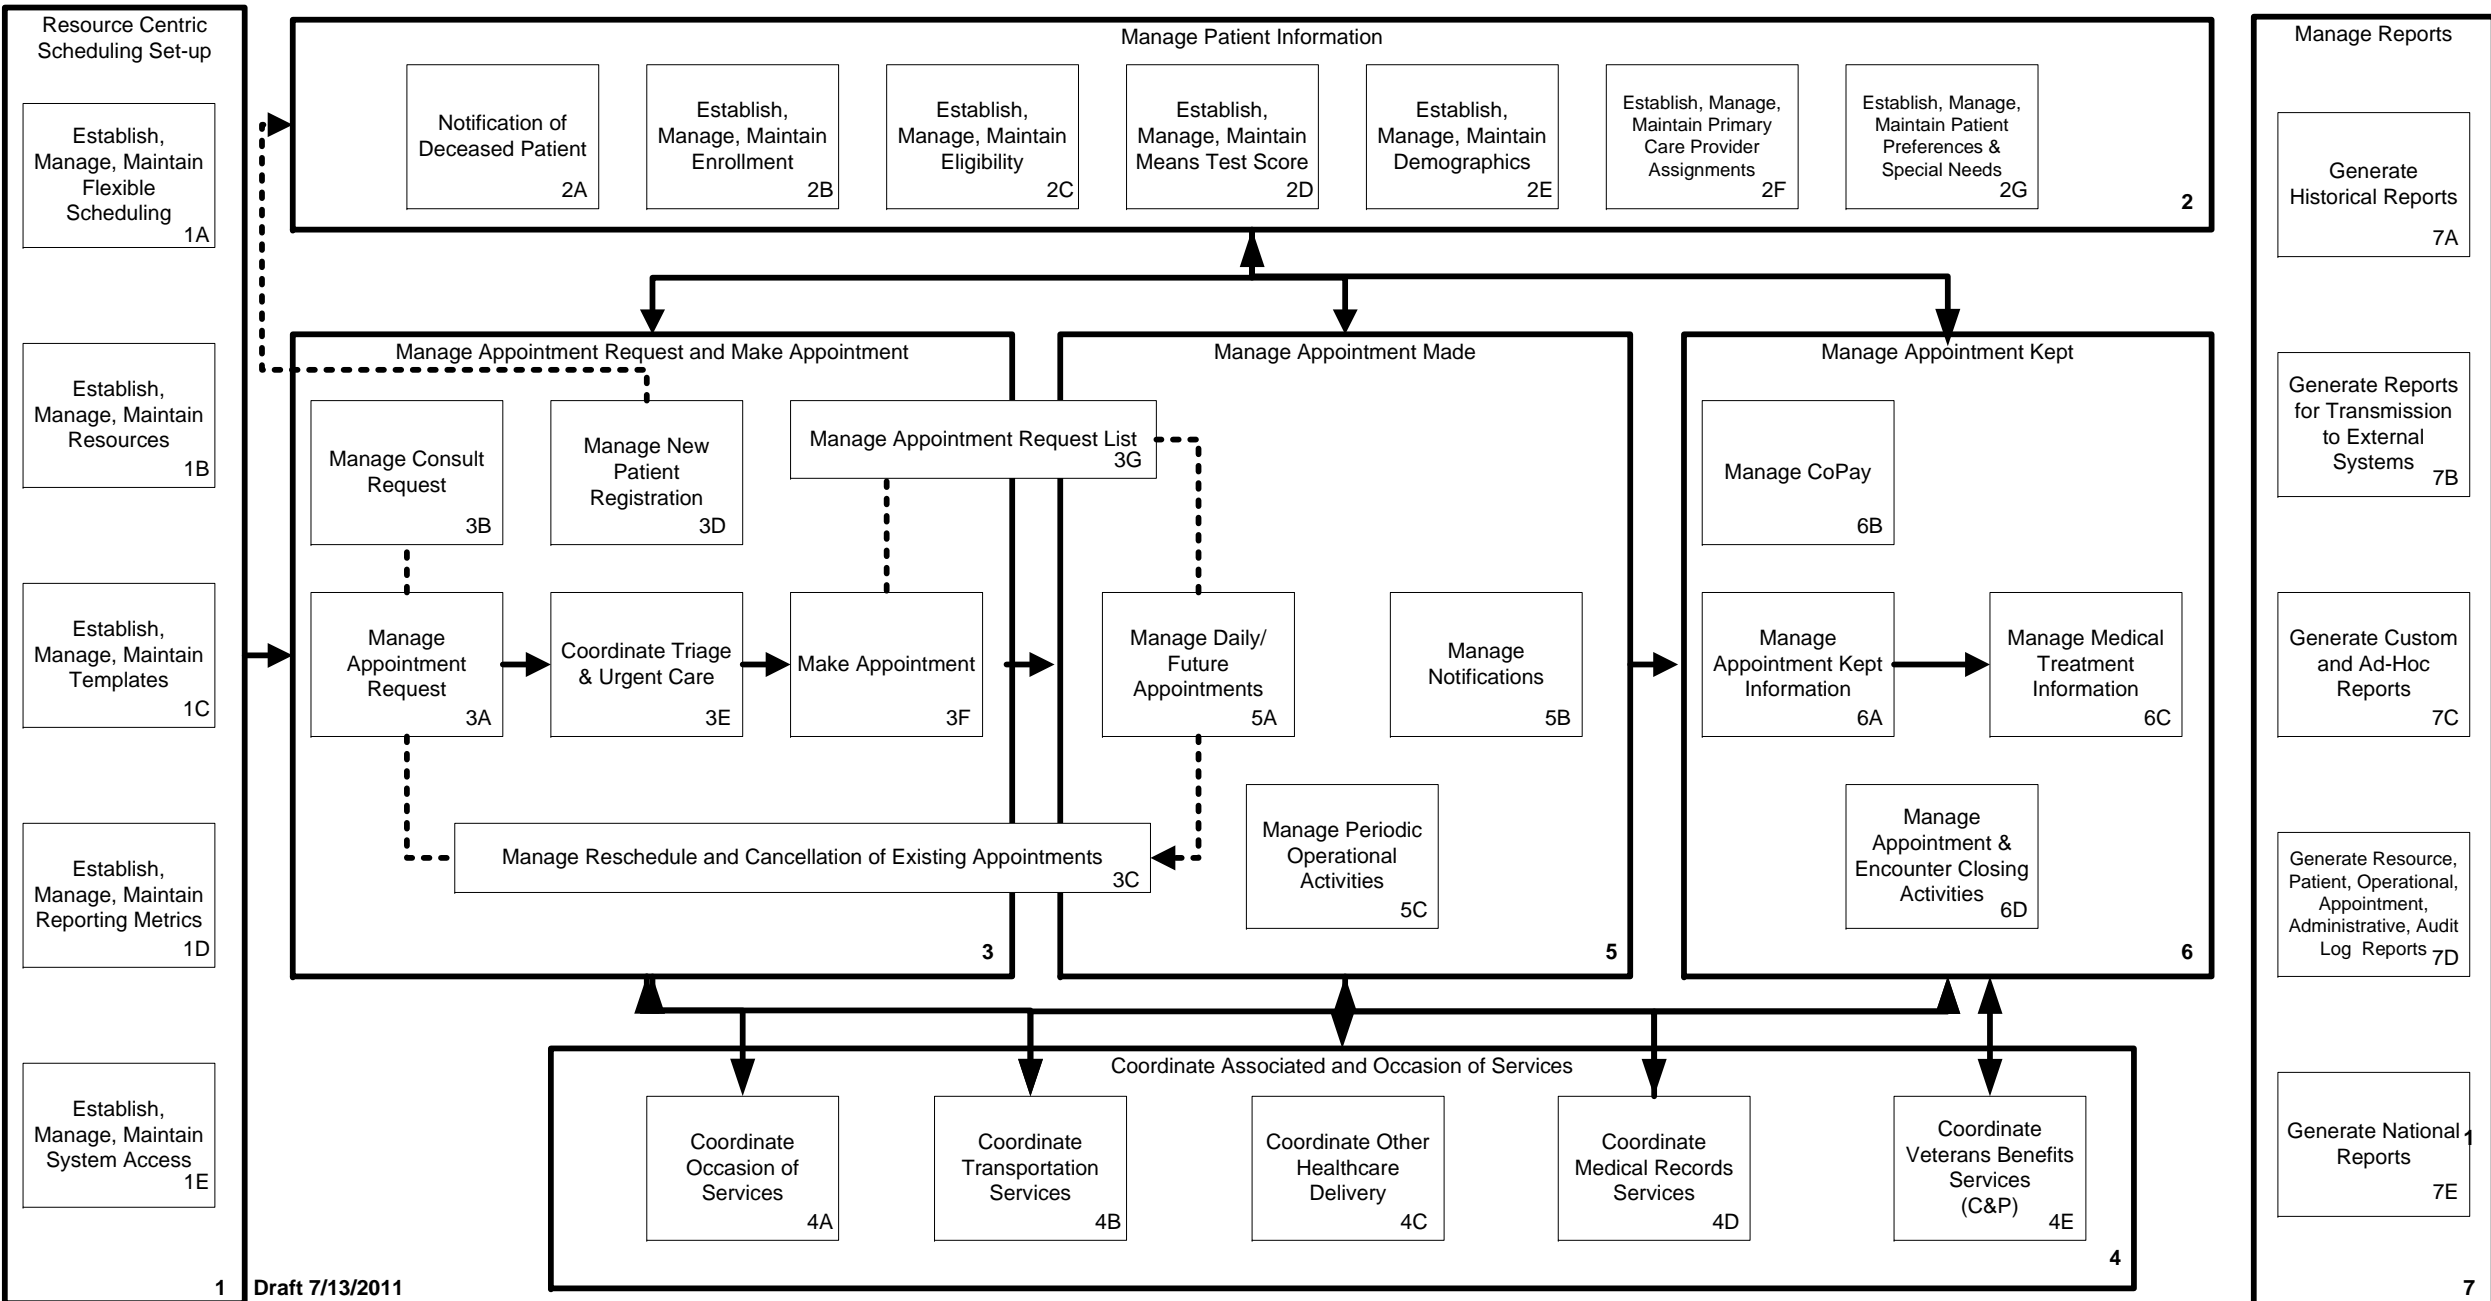 Resource Centric
Scheduling Set-up
Establish,
Manage, Maintain
Flexible
Scheduling
1A
Establish,
Manage, Maintain
Resources
1B
Establish,
Manage, Maintain
Templates
1C
Establish,
Manage, Maintain
Reporting Metrics
1D
Establish,
Manage, Maintain
System Access
1E
1
Manage Patient Information
Notification of
Deceased Patient
2A
Establish,
Manage, Maintain
Enrollment
2B
Establish,
Manage, Maintain
Eligibility
2C
Establish,
Manage, Maintain
Means Test Score
2D
Establish,
Manage, Maintain
Demographics
2E
Establish, Manage,
Maintain Primary
Care Provider
Assignments
2F
Establish, Manage,
Maintain Patient
Preferences &
Special Needs
2G
2
Manage Appointment Request and Make Appointment
Manage Consult
Request
3B
Manage New
Patient
Registration
3D
Manage Appointment Request List
3G
Manage
Appointment
Request
3A
Coordinate Triage
& Urgent Care
3E
Make Appointment
3F
Manage Reschedule and Cancellation of Existing Appointments
3C
3
Manage Appointment Made
Manage Daily/
Future
Appointments
5A
Manage
Notifications
5B
Manage Periodic
Operational
Activities
5C
5
Manage Appointment Kept
Manage CoPay
6B
Manage
Appointment Kept
Information
6A
Manage Medical
Treatment
Information
6C
Manage
Appointment &
Encounter Closing
Activities
6D
6
Coordinate Associated and Occasion of Services
Coordinate
Occasion of
Services
4A
Coordinate
Transportation
Services
4B
Coordinate Other
Healthcare
Delivery
4C
Coordinate
Medical Records
Services
4D
Coordinate
Veterans Benefits
Services
(C&P)
4E
4
Manage Reports
Generate
Historical Reports
7A
Generate Reports
for Transmission
to External
Systems
7B
Generate Custom
and Ad-Hoc
Reports
7C
Generate Resource,
Patient, Operational,
Appointment,
Administrative, Audit
Log Reports
7D
Generate National
Reports
1
7E
7
Draft 7/13/2011